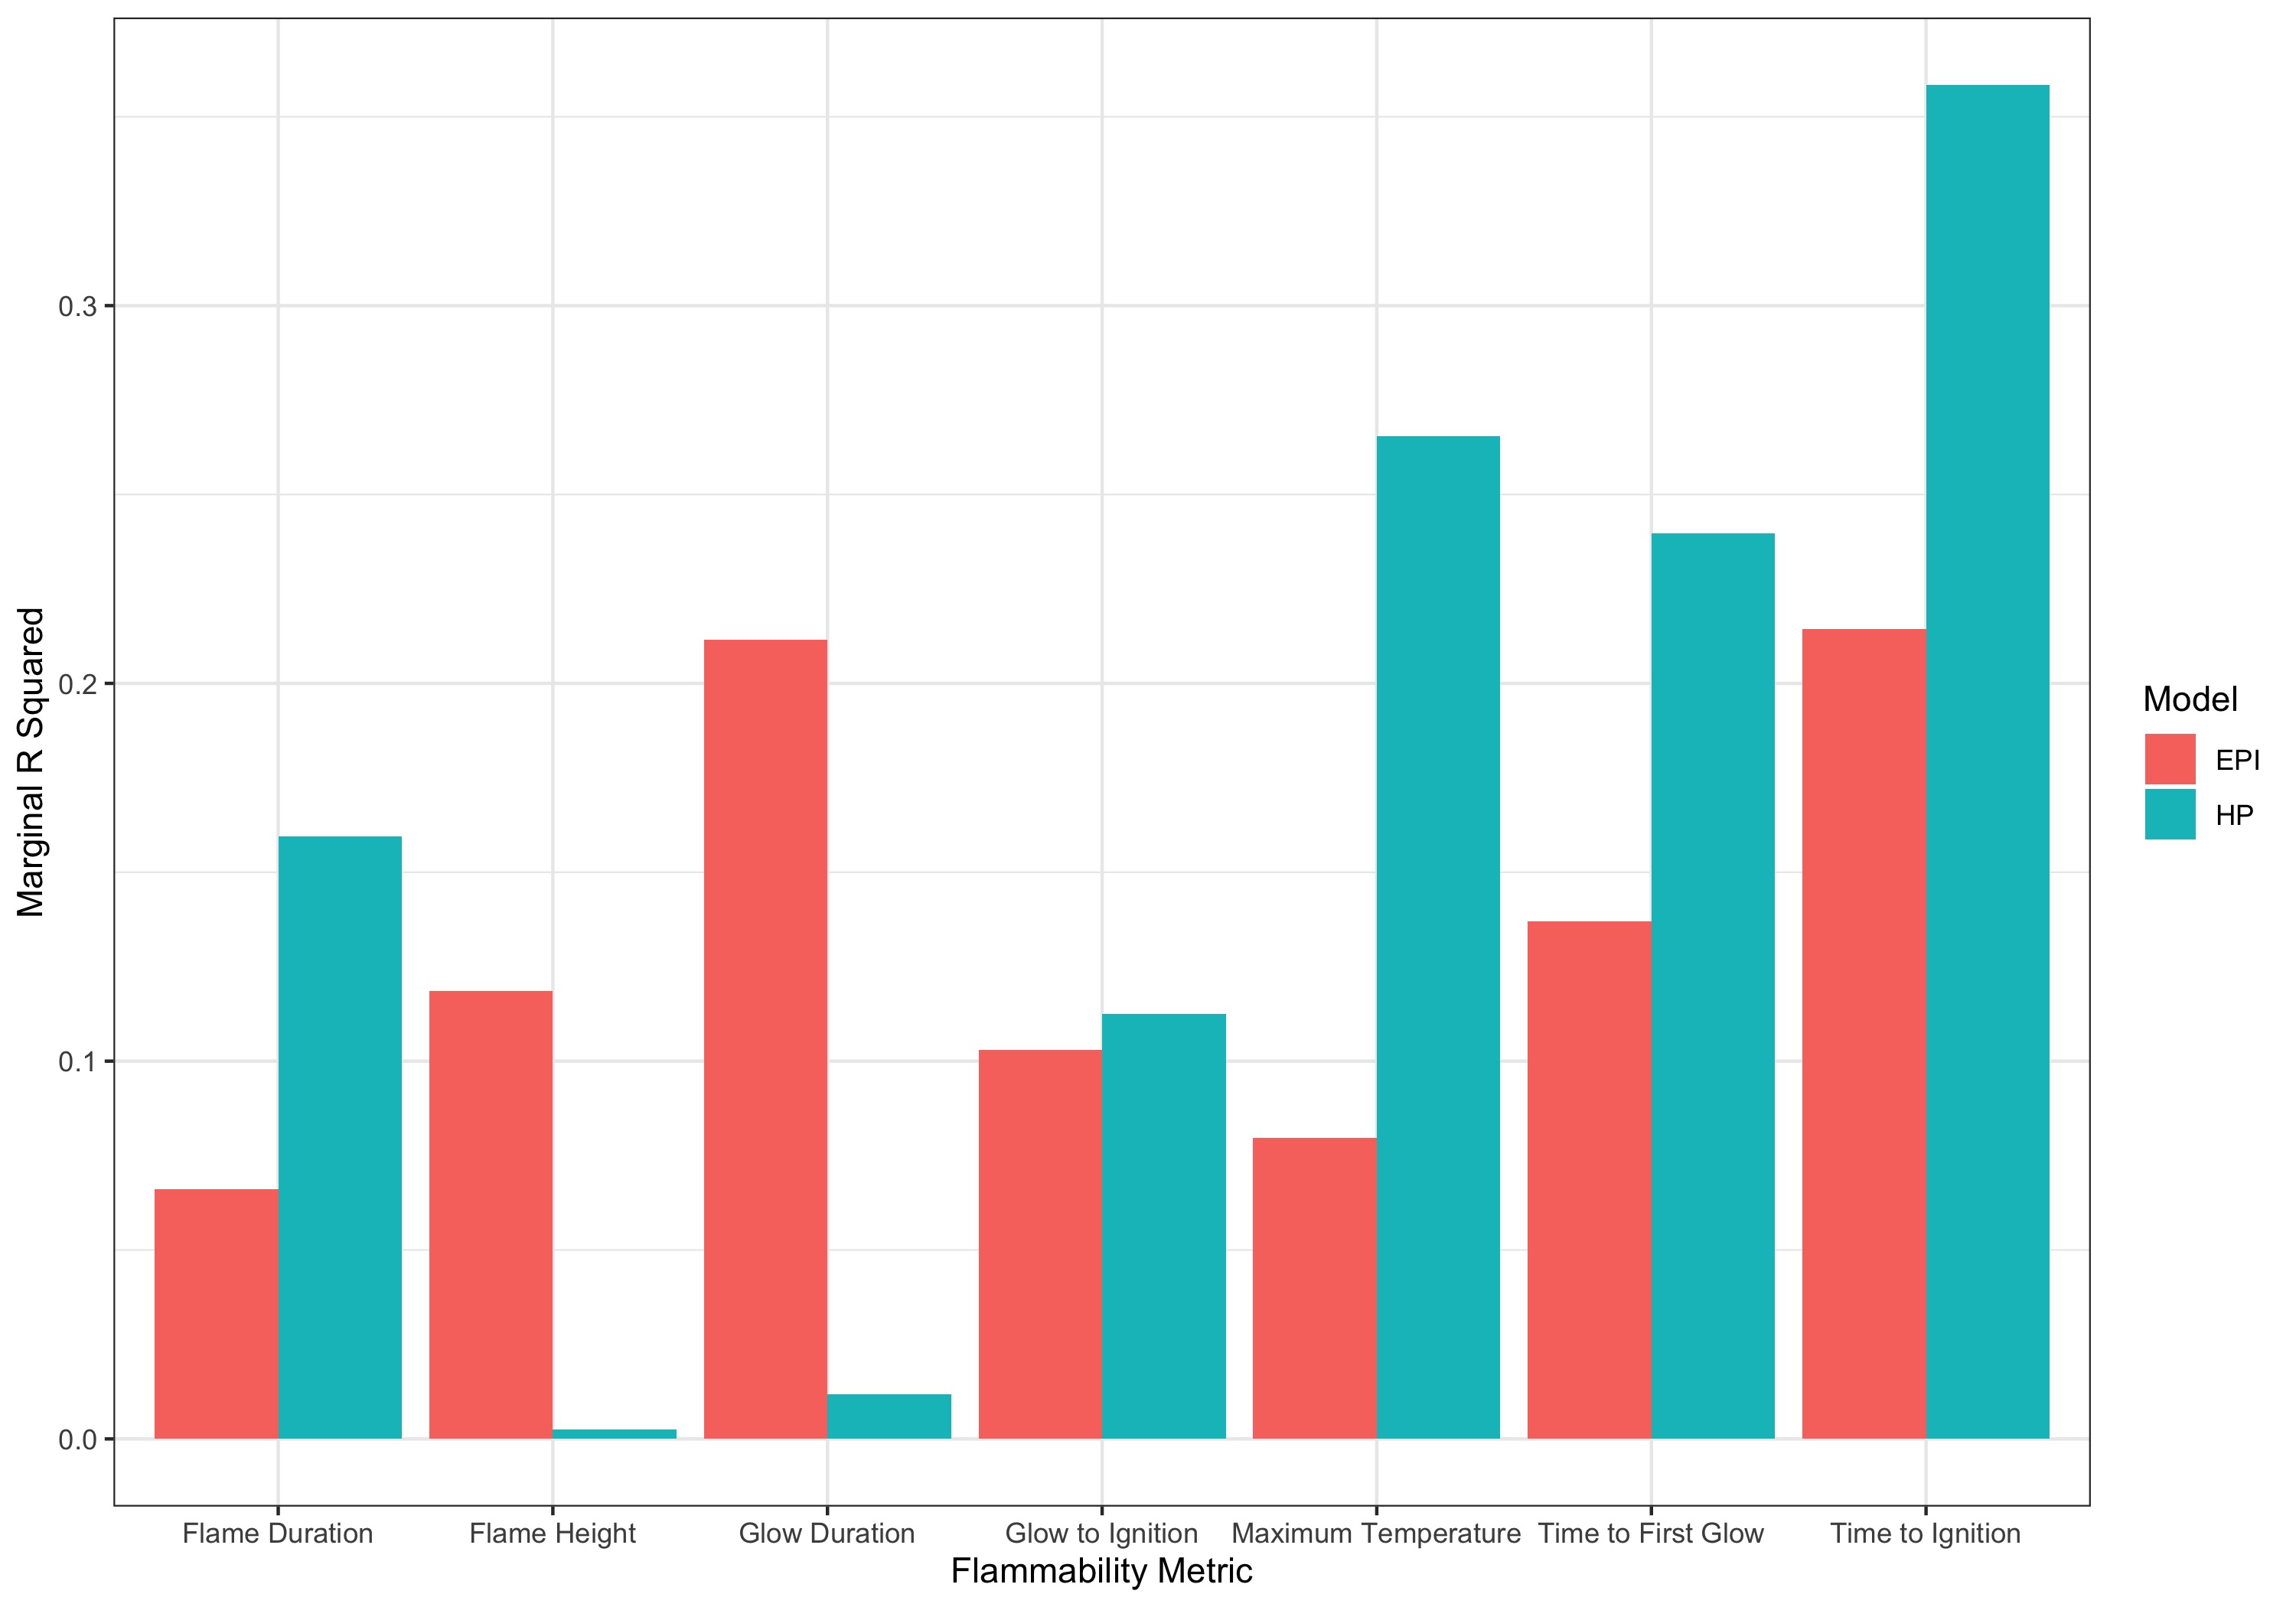 Marginal R Squared
0.3
0.2
0.1
0.0
Flame Duration
Flame Height
Glow Duration
Glow to Ignition
Maximum Temperature
Time to First Glow
Time to Ignition
Flammability Metric
Model
EPI
HP